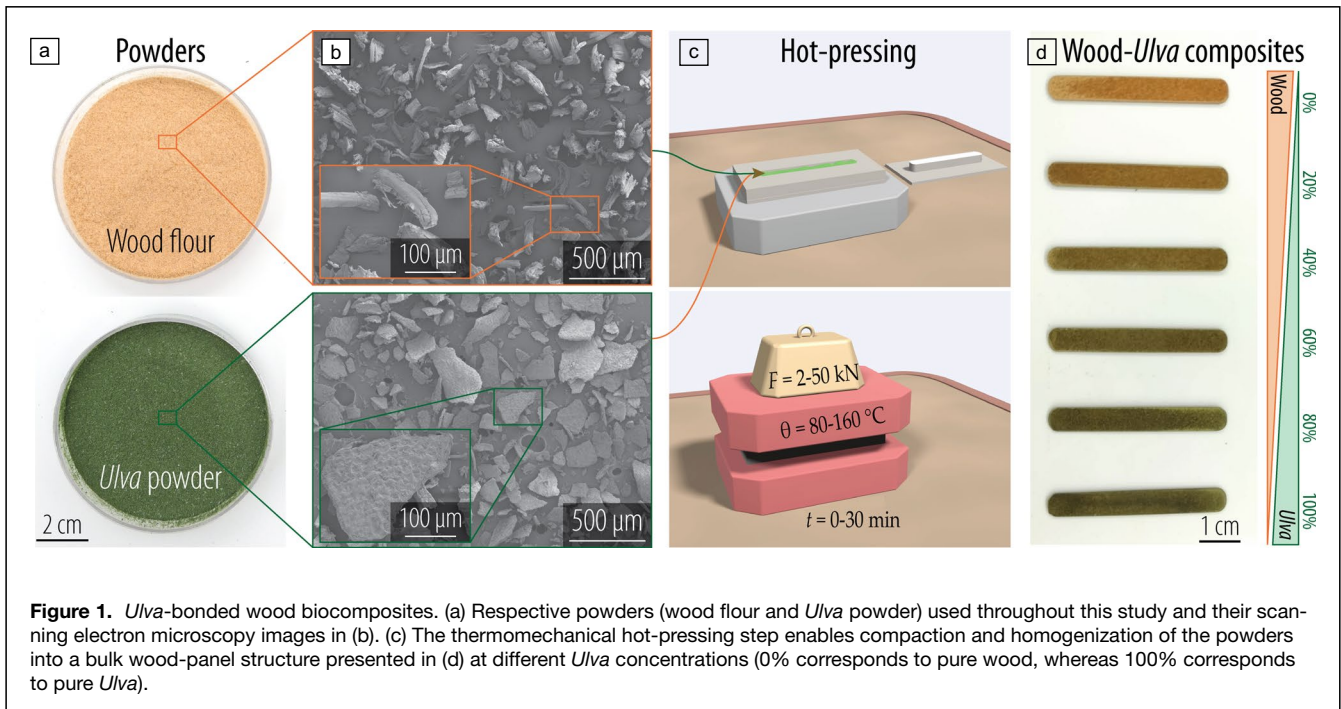 a
Powders
Wood flour
Ulva powder
2 cm
b
100 µm
500 µm
100 µm
500 µm
c
Hot-pressing
F = 2-50 kN
θ = 80-160 °C
t = 0-30 min
d
Wood-Ulva composites
Wood
0%
20%
40%
60%
80%
100%
Ulva
1 cm
Figure 1. Ulva-bonded wood biocomposites. (a) Respective powders (wood flour and Ulva powder) used throughout this study and their scan-
ning electron microscopy images in (b). (c) The thermomechanical hot-pressing step enables compaction and homogenization of the powders
into a bulk wood-panel structure presented in (d) at different Ulva concentrations (0% corresponds to pure wood, whereas 100% corresponds
to pure Ulva).